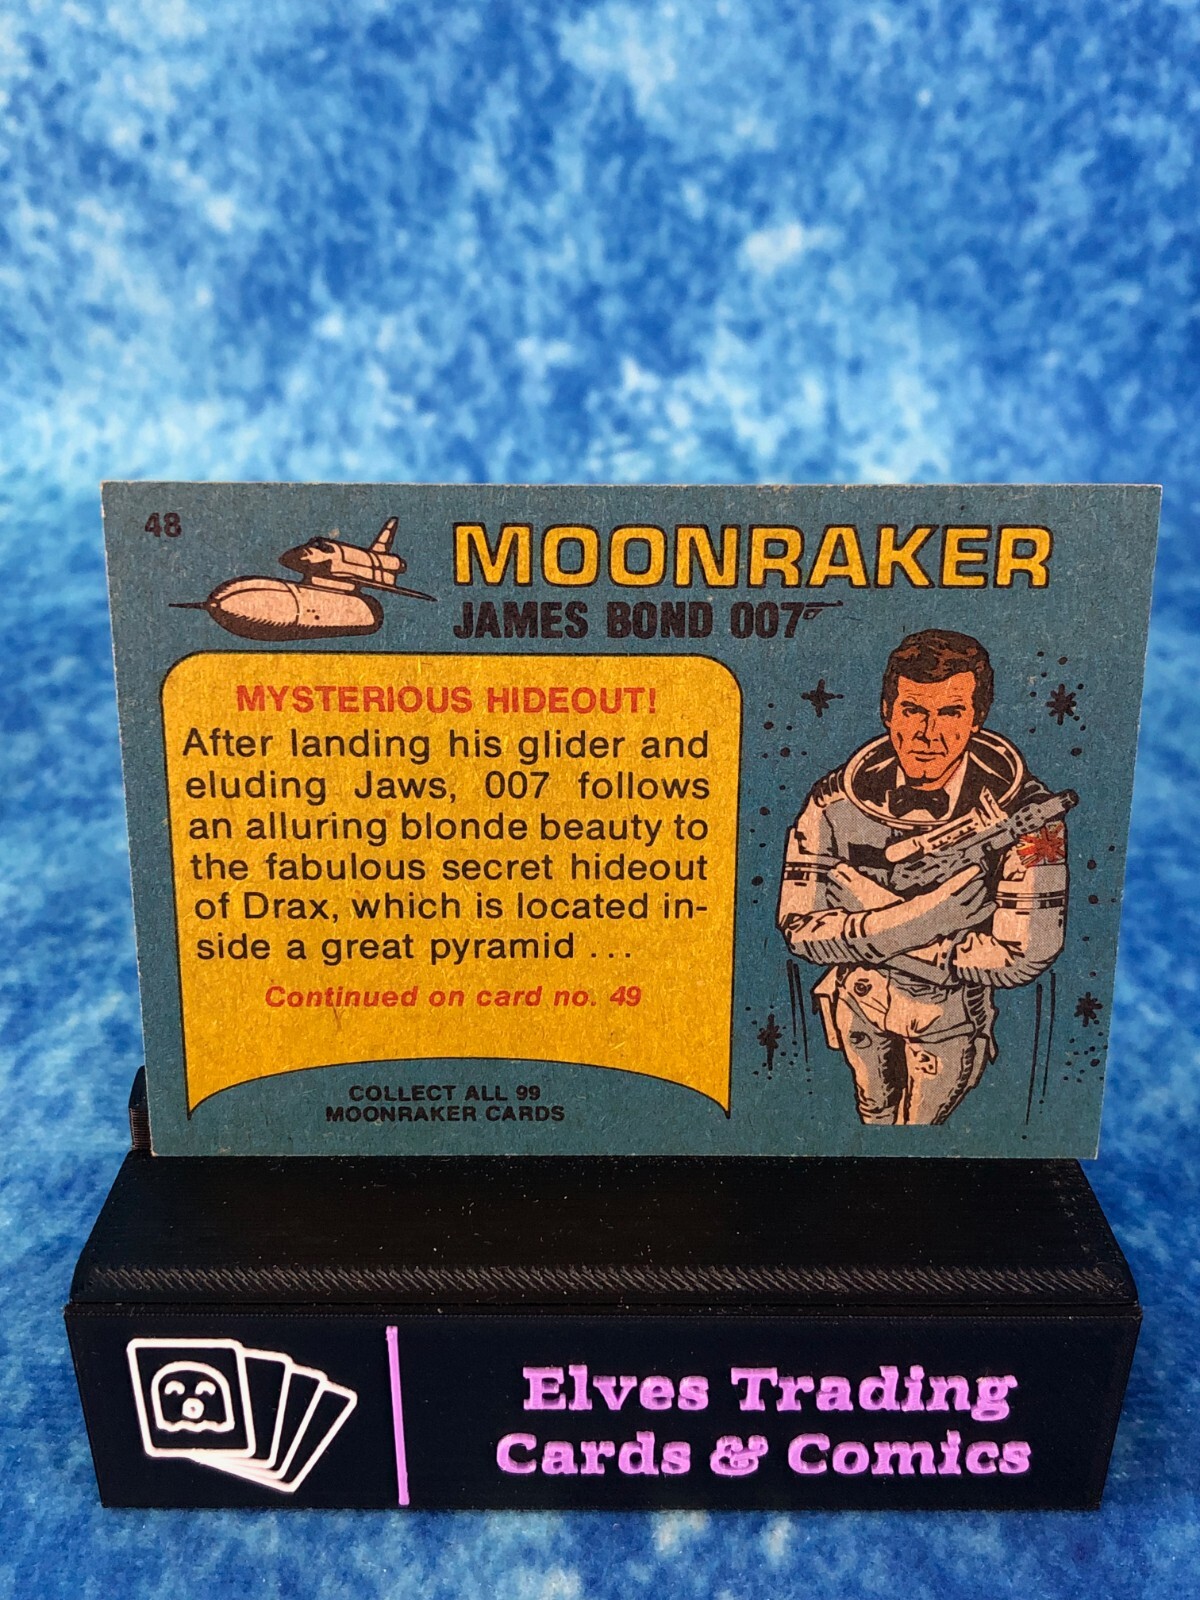 48
MOONRAKER
JAMES BOND 007
MYSTERIOUS HIDEOUT!
After landing his glider and
eluding Jaws, 007 follows
an alluring blonde beauty to
the fabulous secret hideout
of Drax, which is located in-
side a great pyramid ...
Continued on card no. 49
COLLECT ALL 99
MOONRAKER CARDS
Elves Trading
Cards & Comics